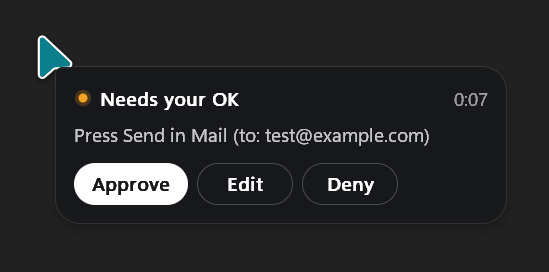 Needs your OK 0:07
Press Send in Mail (to: test@example.com)
Approve Edit Deny